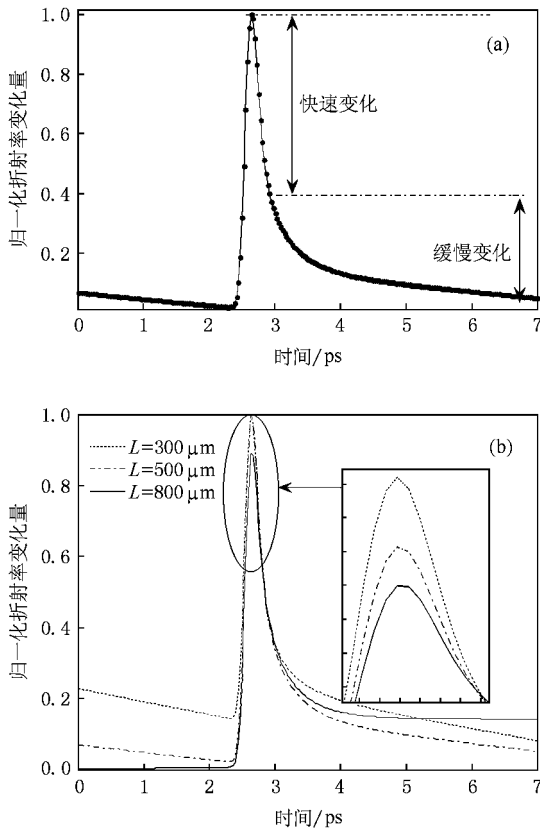 1.0
(a)
快速变化
0.8
0.6
0.4
0.2
缓慢变化
归一化折射率变化量
0 1 2 3 4 5 6 7
时间/ps
1.0
(b)
L=300 μm
L=500 μm
L=800 μm
0.8
0.6
0.4
0.2
0
归一化折射率变化量
0 1 2 3 4 5 6 7
时间/ps